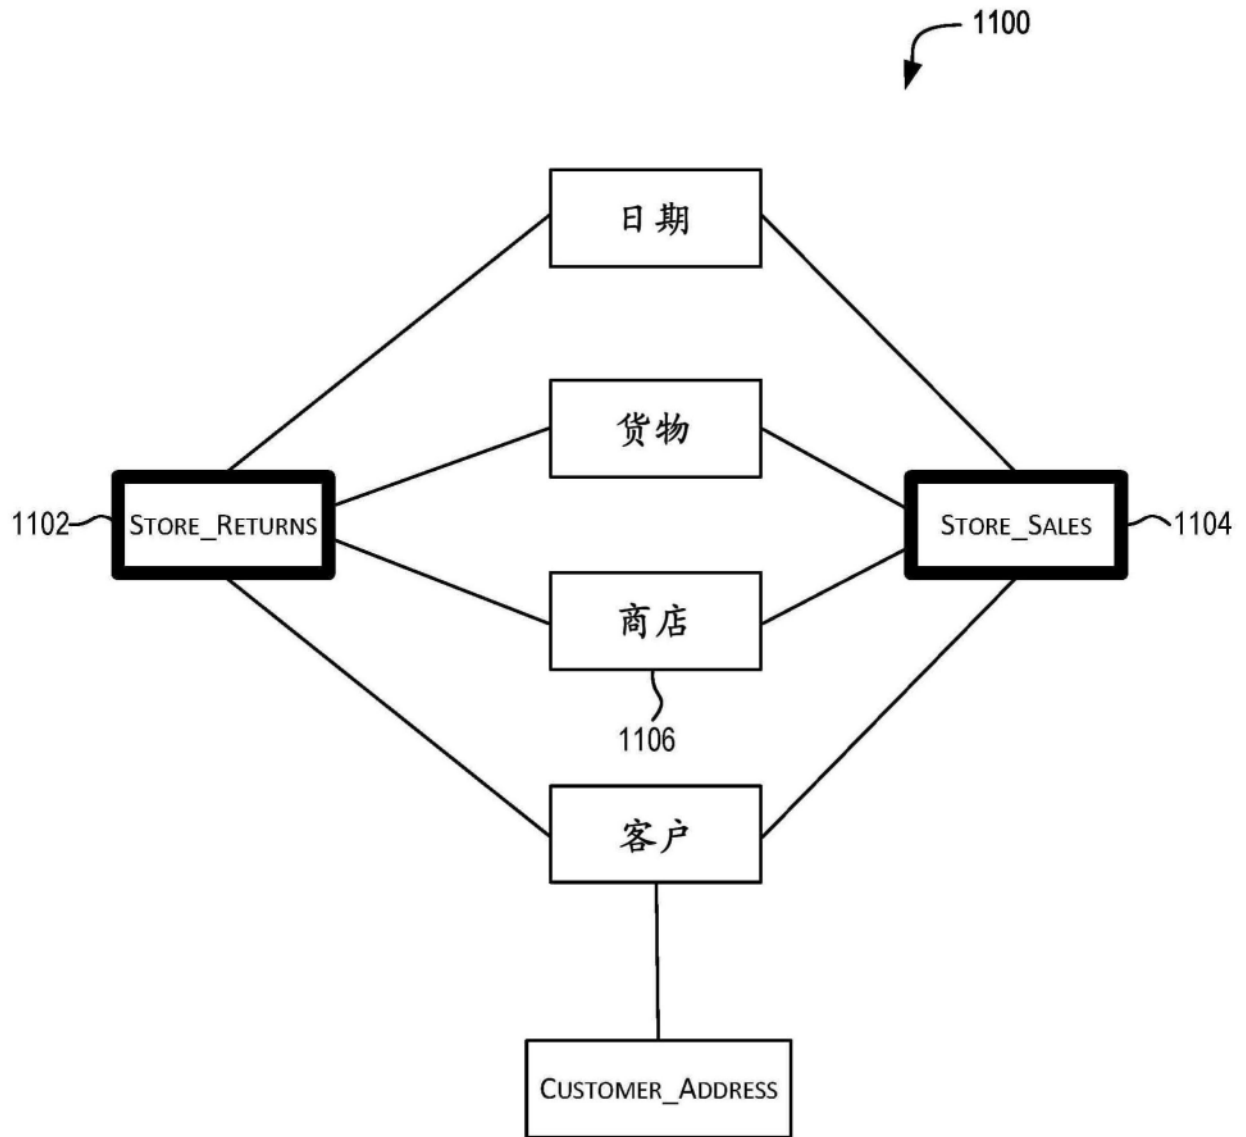 1100
日期
货物
1102
STORE_RETURNS
STORE_SALES
1104
商店
1106
客户
CUSTOMER_ADDRESS